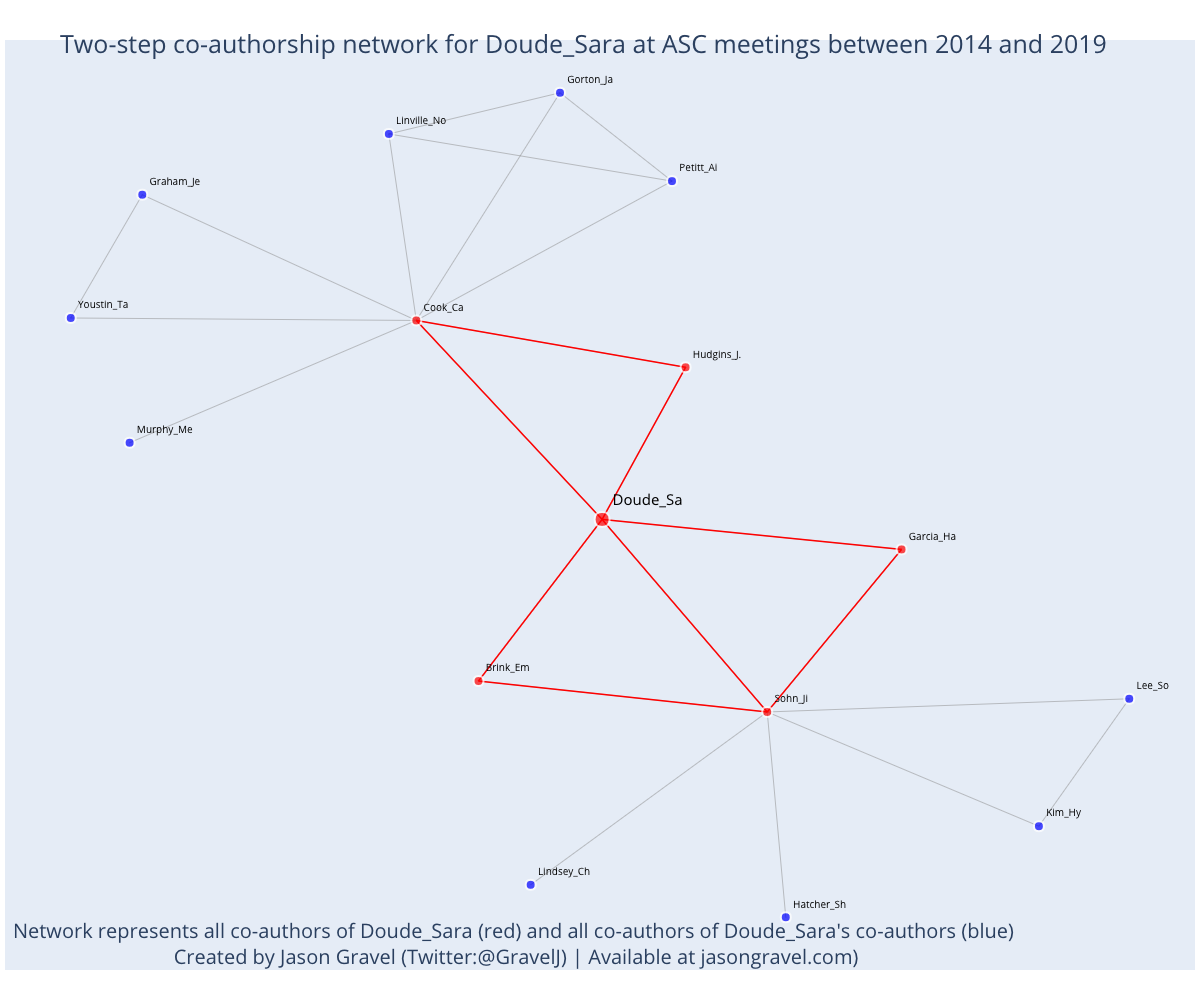 Two-step co-authorship network for Doude_Sara at ASC meetings between 2014 and 2019
Gorton_Ja
Linville_No
Petitt_Ai
Graham_Je
Youstin_Ta
Cook_Ca
Hudgins_J.
Murphy_Me
Doude_Sa
Garcia_Ha
Brink_Em
Sohn_Ji
Lee_So
Kim_Hy
Lindsey_Ch
Hatcher_Sh
Network represents all co-authors of Doude_Sara (red) and all co-authors of Doude_Sara's co-authors (blue)
Created by Jason Gravel (Twitter:@GravelJ) | Available at jasongravel.com)